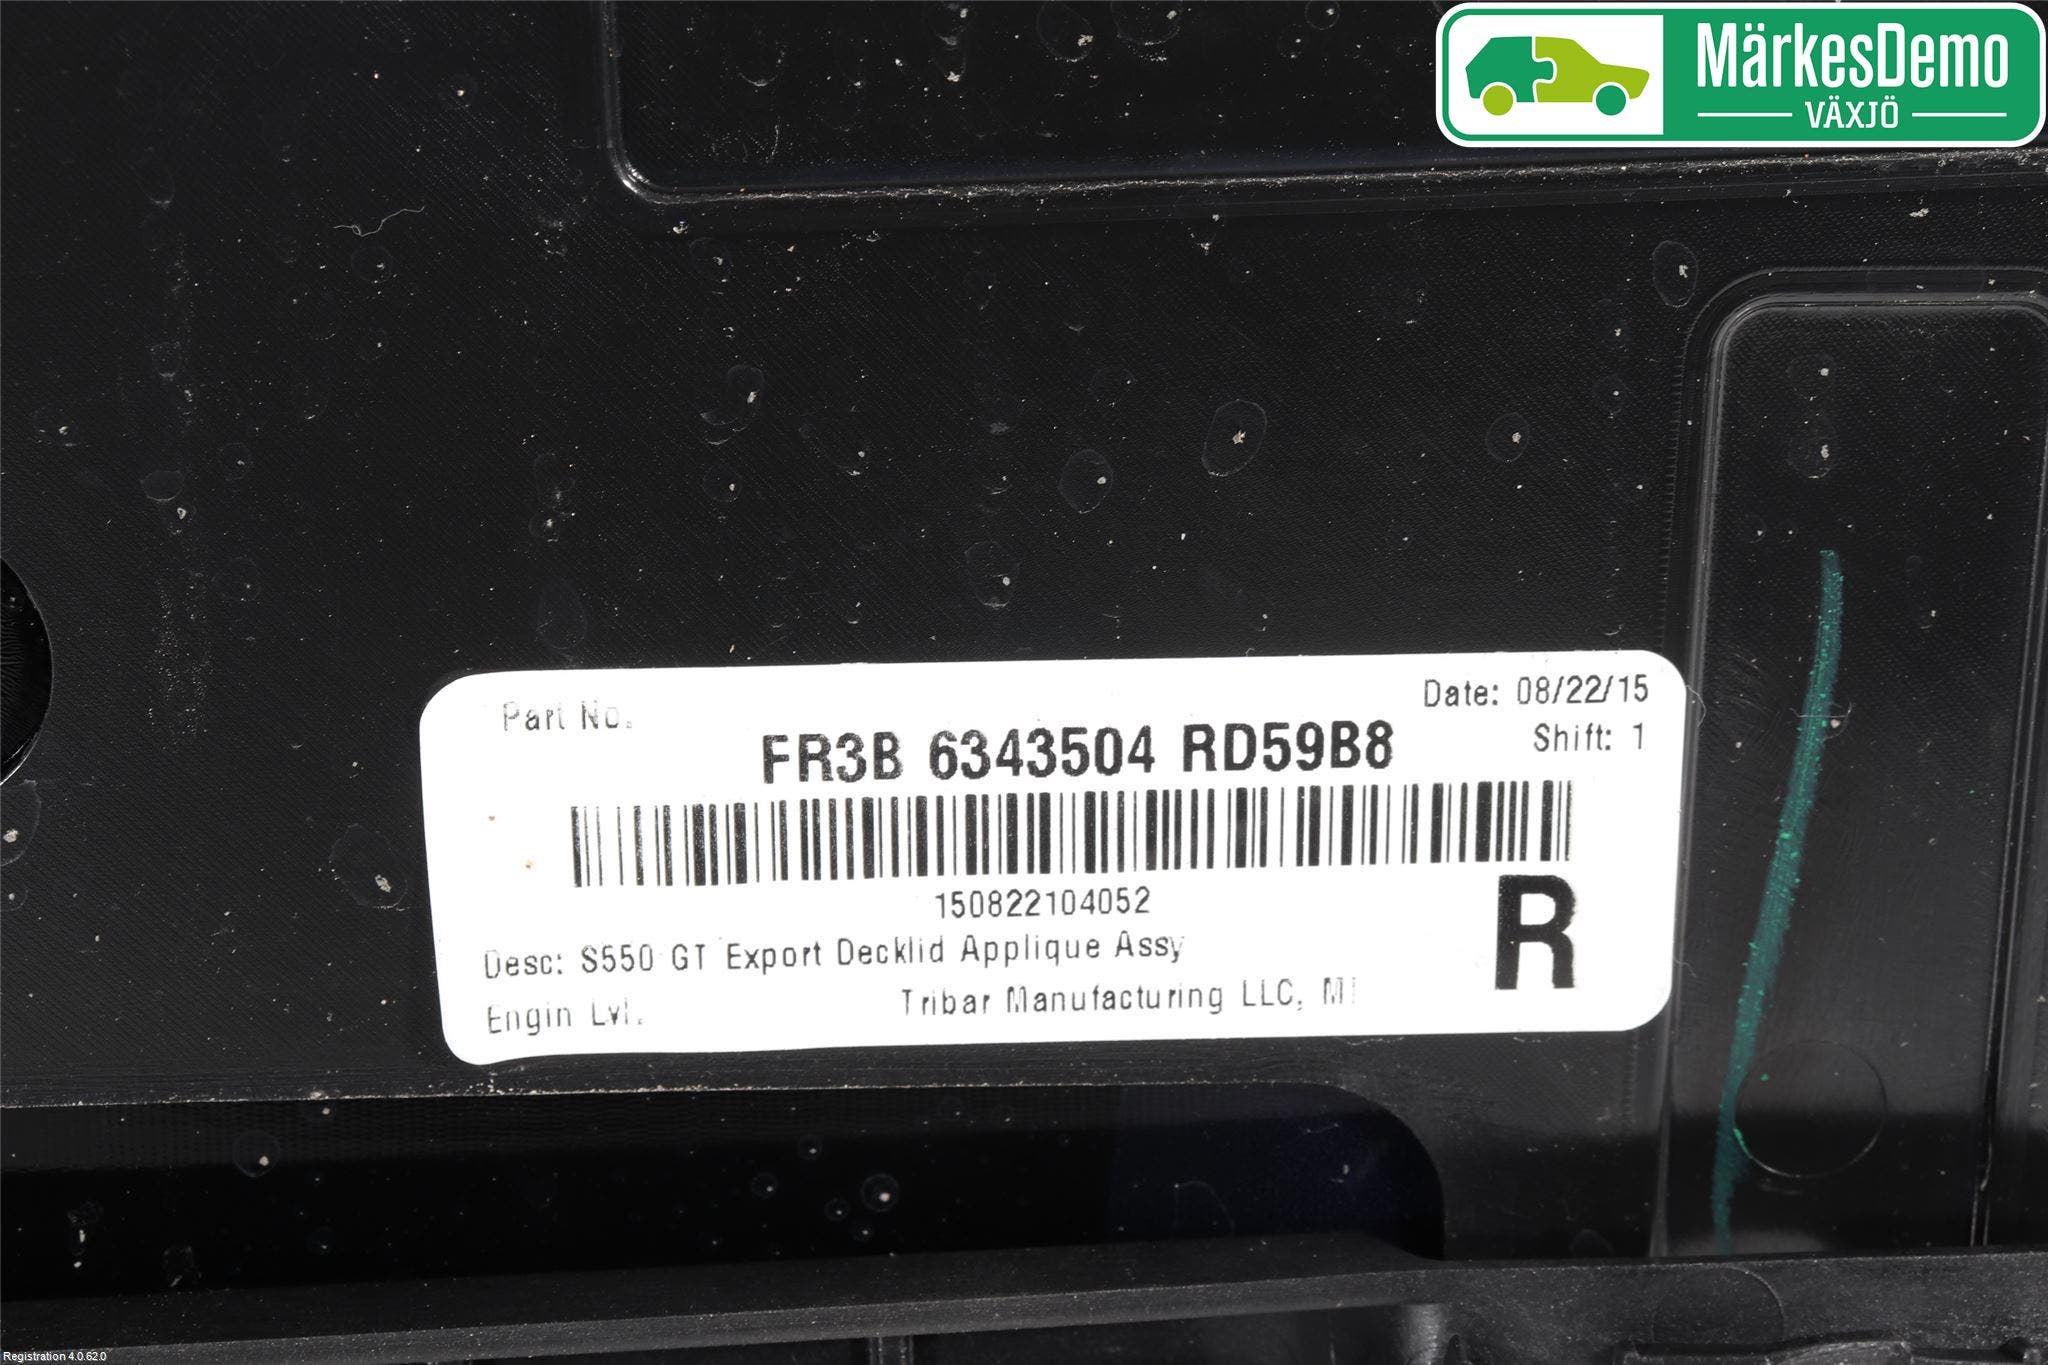 MärkesDemo
VÄXJÖ
Part No.
Date: 08/22/15
FR3B 6343504 RD59B8
Shift: 1
150822104052
R
Desc: S550 GT Export Decklid Applique Assy
Engin Lvl.
Tribar Manufacturing LLC, MI
Registration 4.0.62.0